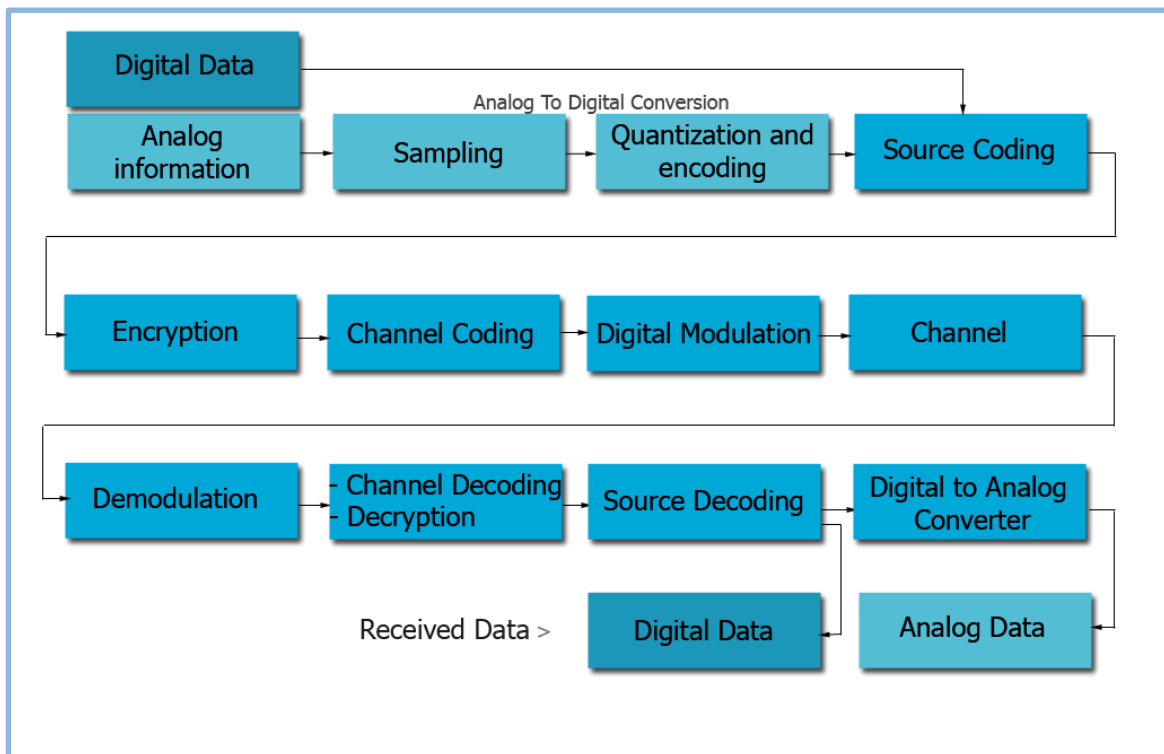 Digital Data
Analog To Digital Conversion
Analog
information
Sampling
Quantization and
encoding
Source Coding
Encryption
Channel Coding
Digital Modulation
Channel
Demodulation
- Channel Decoding
- Decryption
Source Decoding
Digital to Analog
Converter
Received Data >
Digital Data
Analog Data